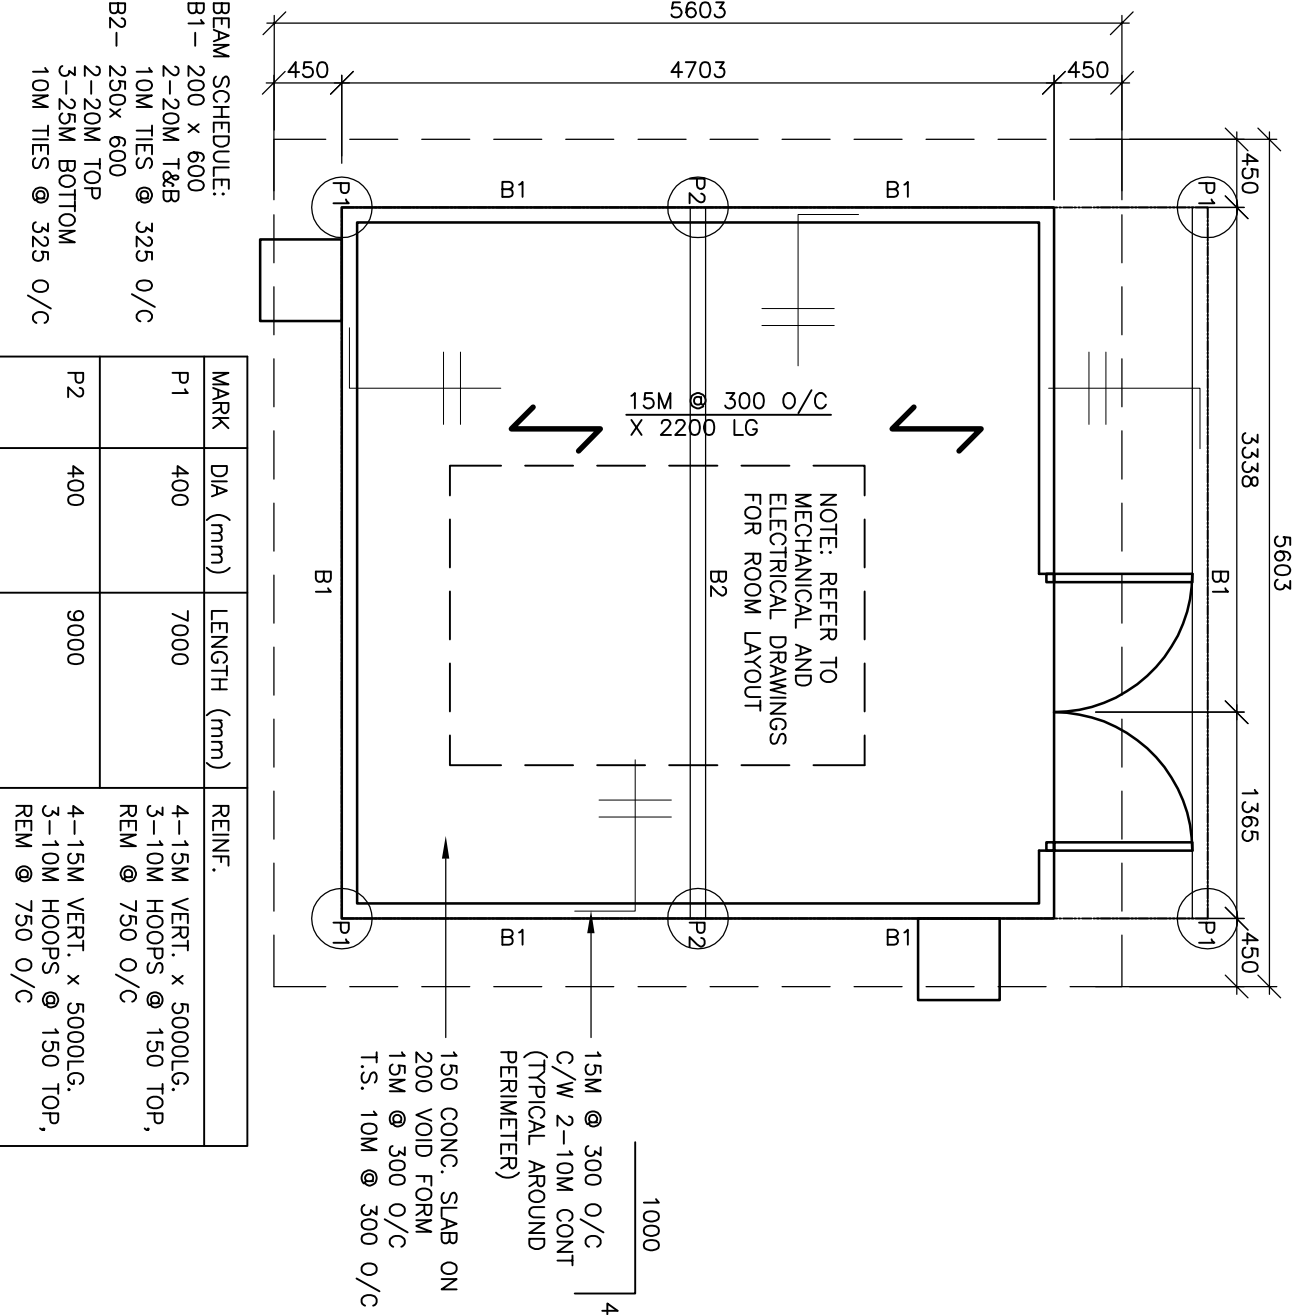 5603
450
4703
450
450
3338
1365
450
5603
P1
B1
P2
B1
P1
15M @ 300 O/C
X 2200 LG
NOTE: REFER TO
MECHANICAL AND
ELECTRICAL DRAWINGS
FOR ROOM LAYOUT
B1
B2
B1
P1
B1
P2
B1
P1
15M @ 300 O/C
C/W 2-10M CONT
(TYPICAL AROUND
PERIMETER)
1000
4
150 CONC. SLAB ON
200 VOID FORM
15M @ 300 O/C
T.S. 10M @ 300 O/C
BEAM SCHEDULE:
B1- 200 x 600
2-20M T&B
10M TIES @ 325 O/C
B2- 250x 600
2-20M TOP
3-25M BOTTOM
10M TIES @ 325 O/C
MARK DIA (mm) LENGTH (mm) REINF.
P1 400 7000 4-15M VERT. x 5000LG.
3-10M HOOPS @ 150 TOP,
REM @ 750 O/C
P2 400 9000 4-15M VERT. x 5000LG.
3-10M HOOPS @ 150 TOP,
REM @ 750 O/C